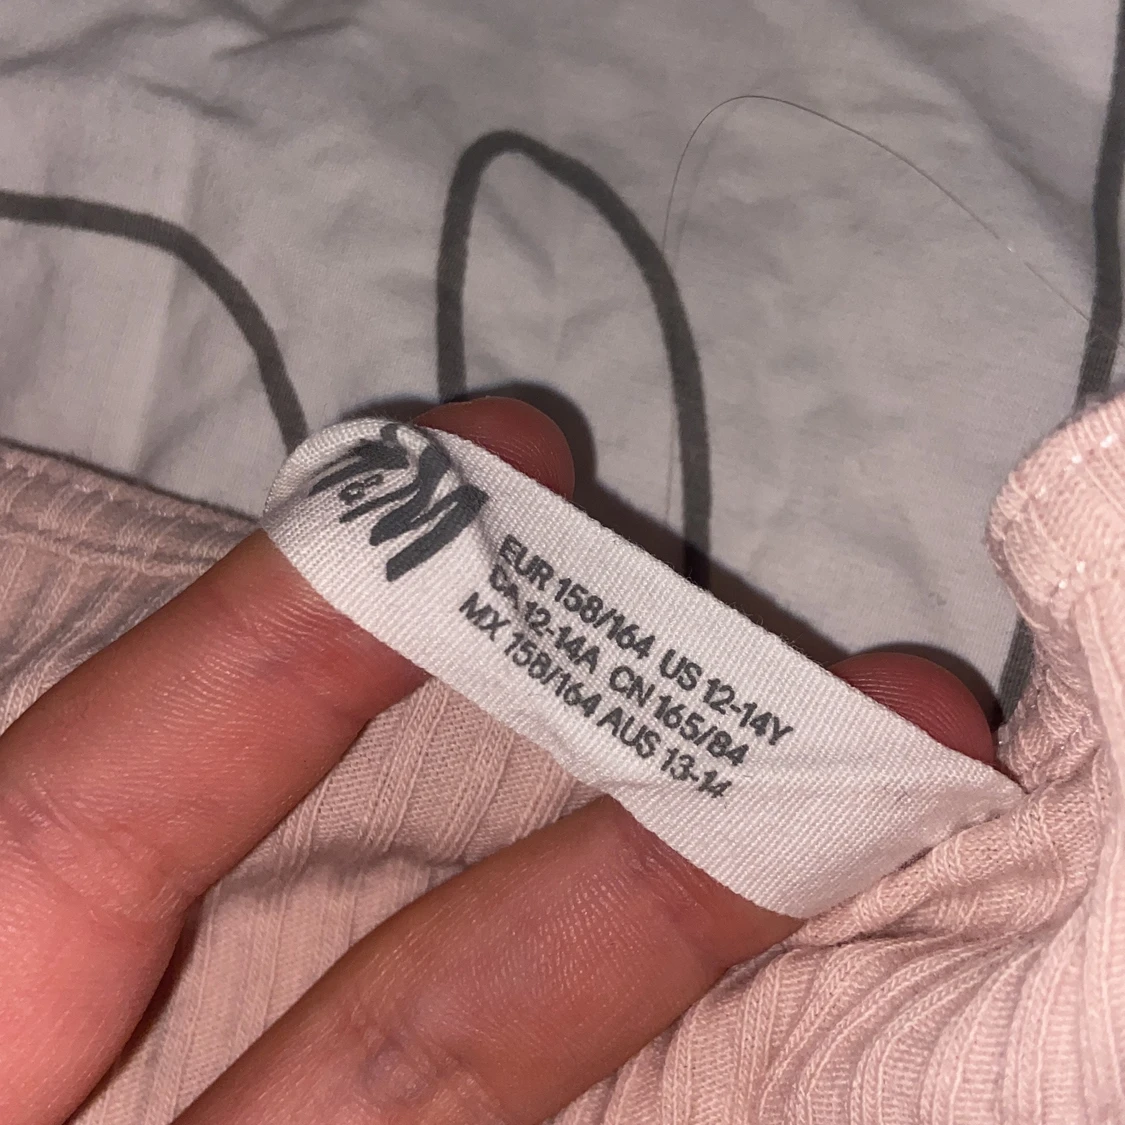 H&M
EUR 158/164 US 12-14Y
CA 12-14A CN 165/84
MX 158/164 AUS 13-14